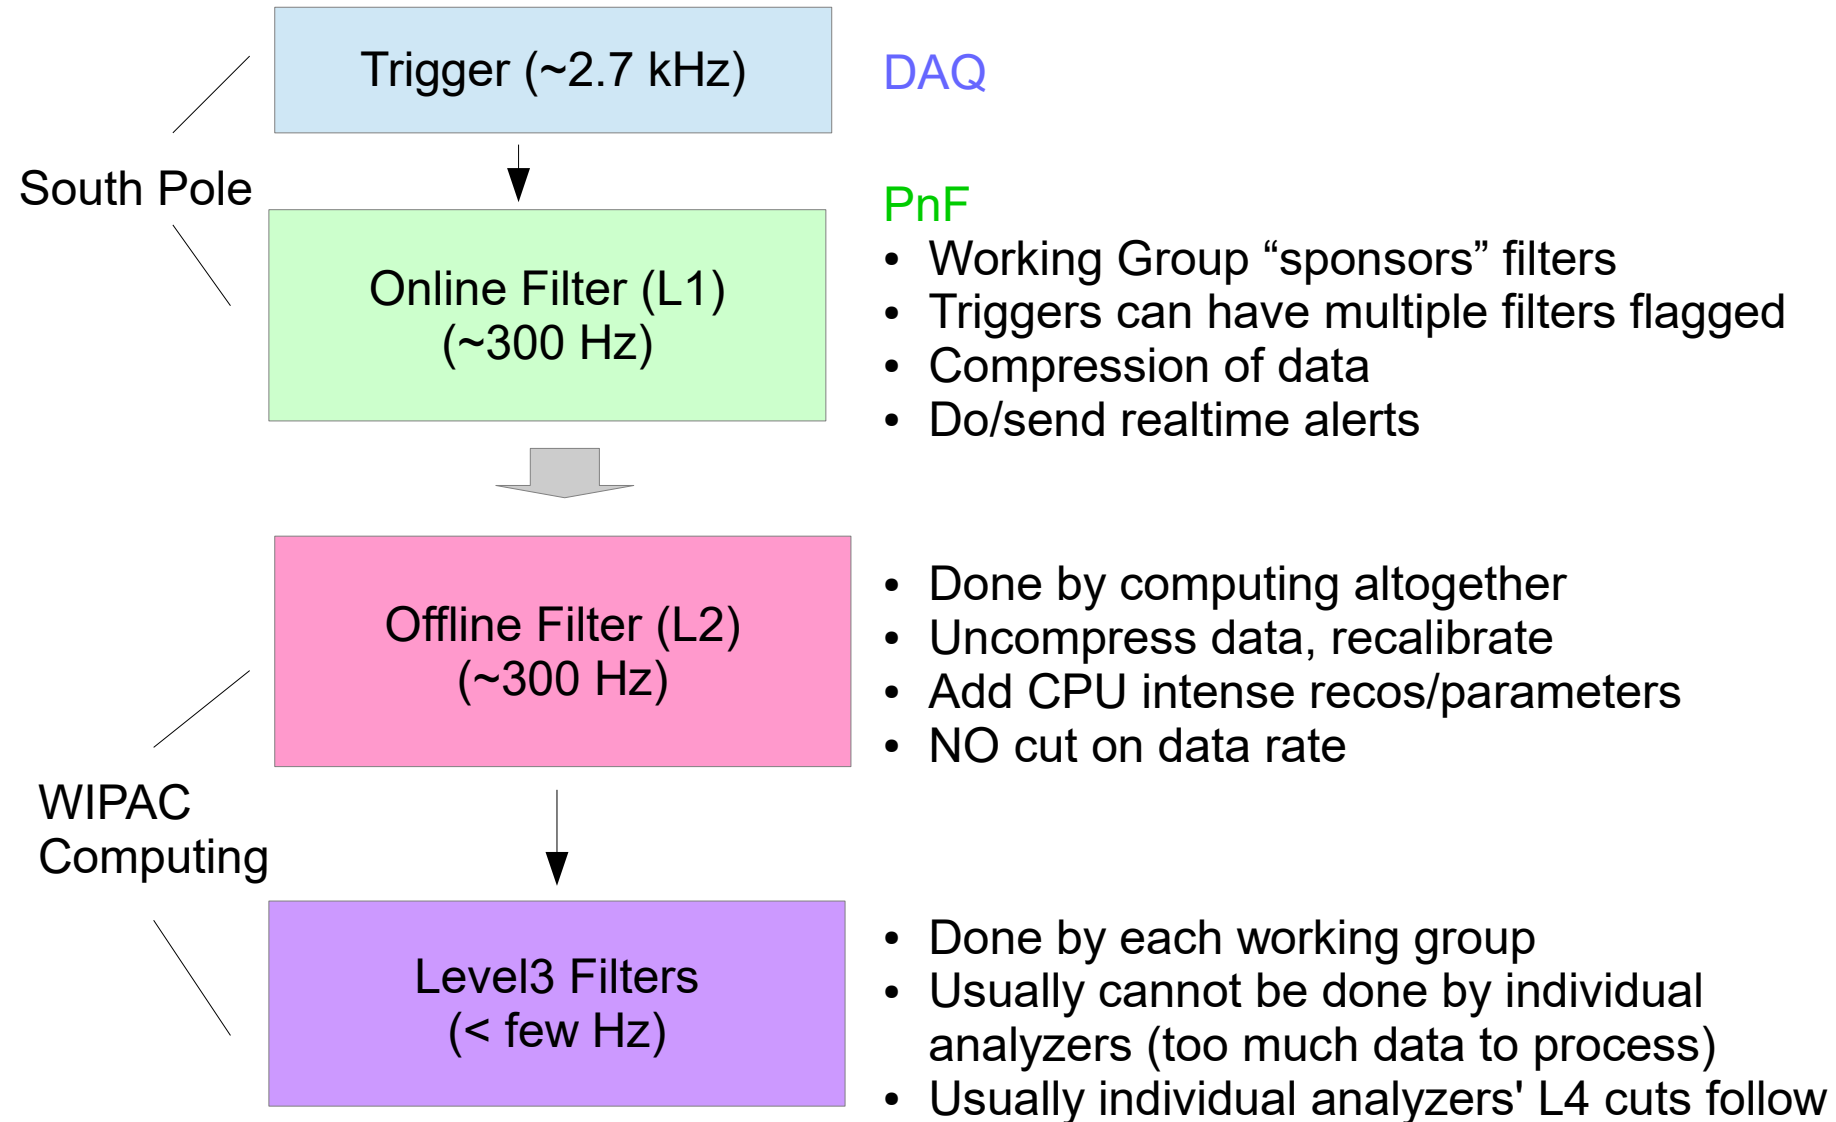 Trigger (~2.7 kHz)
DAQ
South Pole
PnF
Online Filter (L1)
(~300 Hz)
• Working Group “sponsors” filters
• Triggers can have multiple filters flagged
• Compression of data
• Do/send realtime alerts
Offline Filter (L2)
(~300 Hz)
• Done by computing altogether
• Uncompress data, recalibrate
• Add CPU intense recos/parameters
• NO cut on data rate
WIPAC
Computing
Level3 Filters
(< few Hz)
• Done by each working group
• Usually cannot be done by individual
analyzers (too much data to process)
• Usually individual analyzers' L4 cuts follow